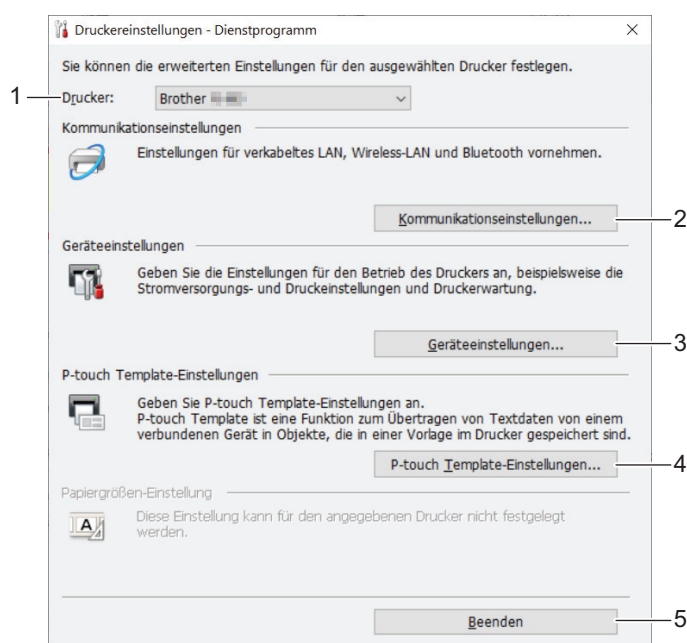 Druckereinstellungen - Dienstprogramm
Sie können die erweiterten Einstellungen für den ausgewählten Drucker festlegen.
1
Drucker:
Brother
Kommunikationseinstellungen
Einstellungen für verkabeltes LAN, Wireless-LAN und Bluetooth vornehmen.
Kommunikationseinstellungen...
2
Geräteeinstellungen
Geben Sie die Einstellungen für den Betrieb des Druckers an, beispielsweise die
Stromversorgungs- und Druckeinstellungen und Druckerwartung.
Geräteeinstellungen...
3
P-touch Template-Einstellungen
Geben Sie P-touch Template-Einstellungen an.
P-touch Template ist eine Funktion zum Übertragen von Textdaten von einem
verbundenen Gerät in Objekte, die in einer Vorlage im Drucker gespeichert sind.
P-touch Template-Einstellungen...
4
Papiergrößen-Einstellung
A
Diese Einstellung kann für den angegebenen Drucker nicht festgelegt
werden.
Beenden
5